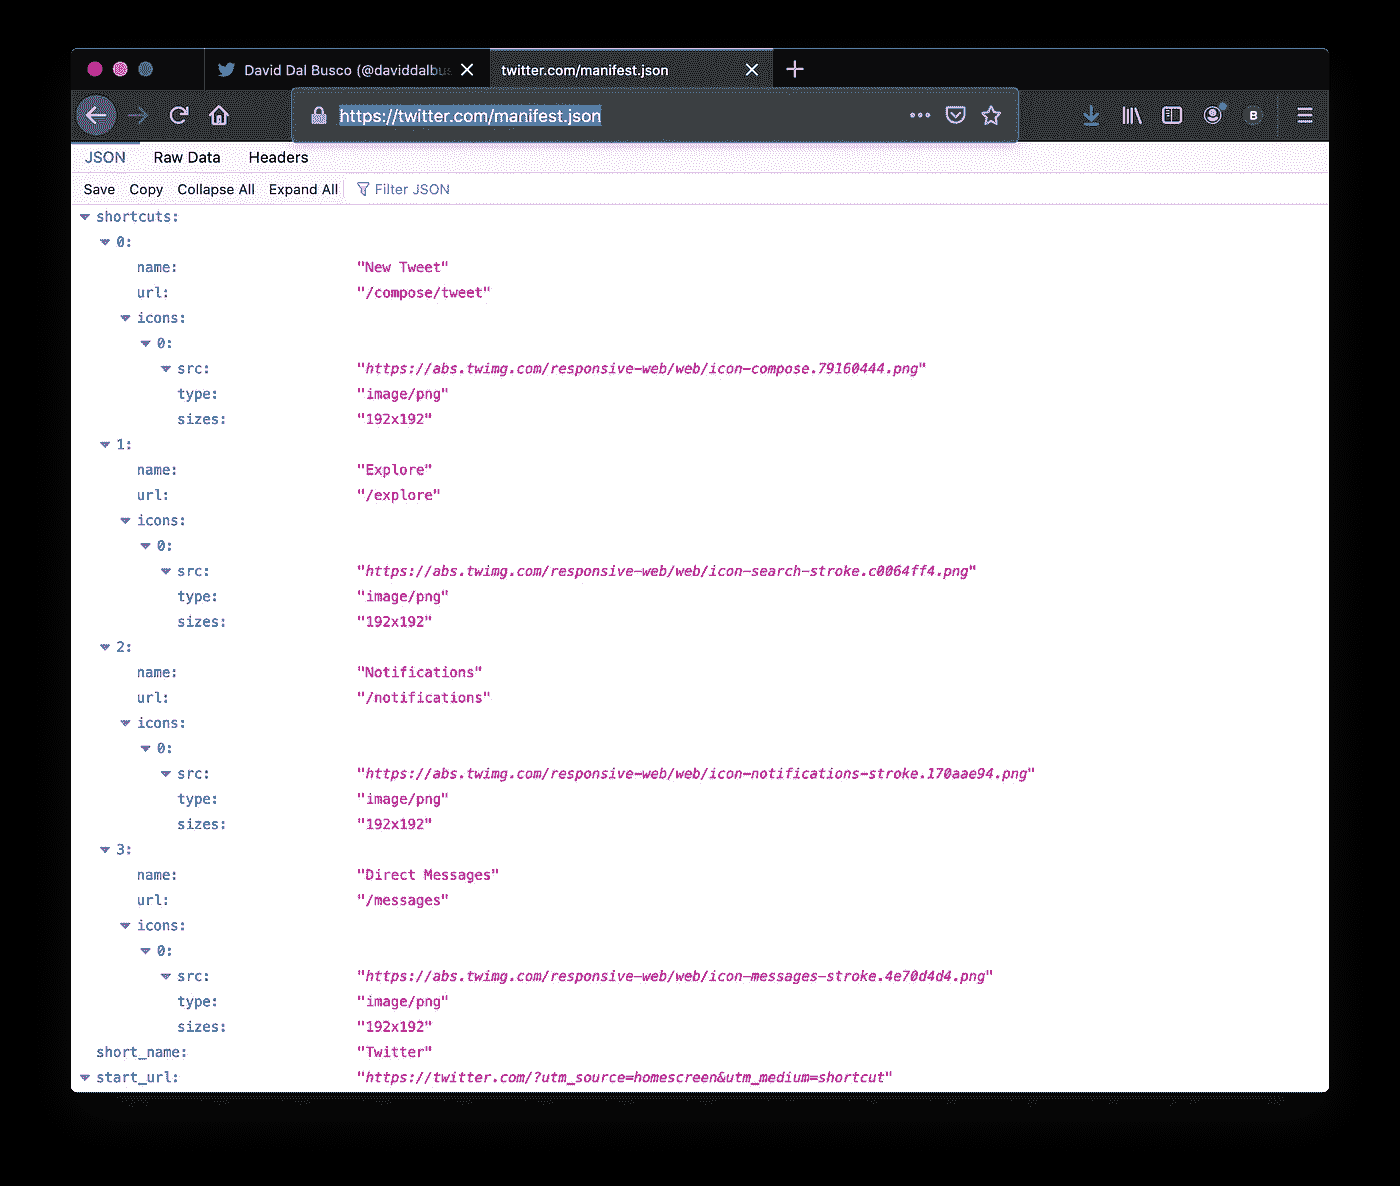 David Dal Busco (@daviddalbus
twitter.com/manifest.json
https://twitter.com/manifest.json
B
JSON Raw Data Headers
Save Copy Collapse All Expand All Filter JSON
shortcuts:
0:
name: "New Tweet"
url: "/compose/tweet"
icons:
0:
src: "https://abs.twimg.com/responsive-web/web/icon-compose.79160444.png"
type: "image/png"
sizes: "192x192"
1:
name: "Explore"
url: "/explore"
icons:
0:
src: "https://abs.twimg.com/responsive-web/web/icon-search-stroke.c0064ff4.png"
type: "image/png"
sizes: "192x192"
2:
name: "Notifications"
url: "/notifications"
icons:
0:
src: "https://abs.twimg.com/responsive-web/web/icon-notifications-stroke.170aae94.png"
type: "image/png"
sizes: "192x192"
3:
name: "Direct Messages"
url: "/messages"
icons:
0:
src: "https://abs.twimg.com/responsive-web/web/icon-messages-stroke.4e70d4d4.png"
type: "image/png"
sizes: "192x192"
short_name: "Twitter"
start_url: "https://twitter.com/?utm_source=homescreen&utm_medium=shortcut"